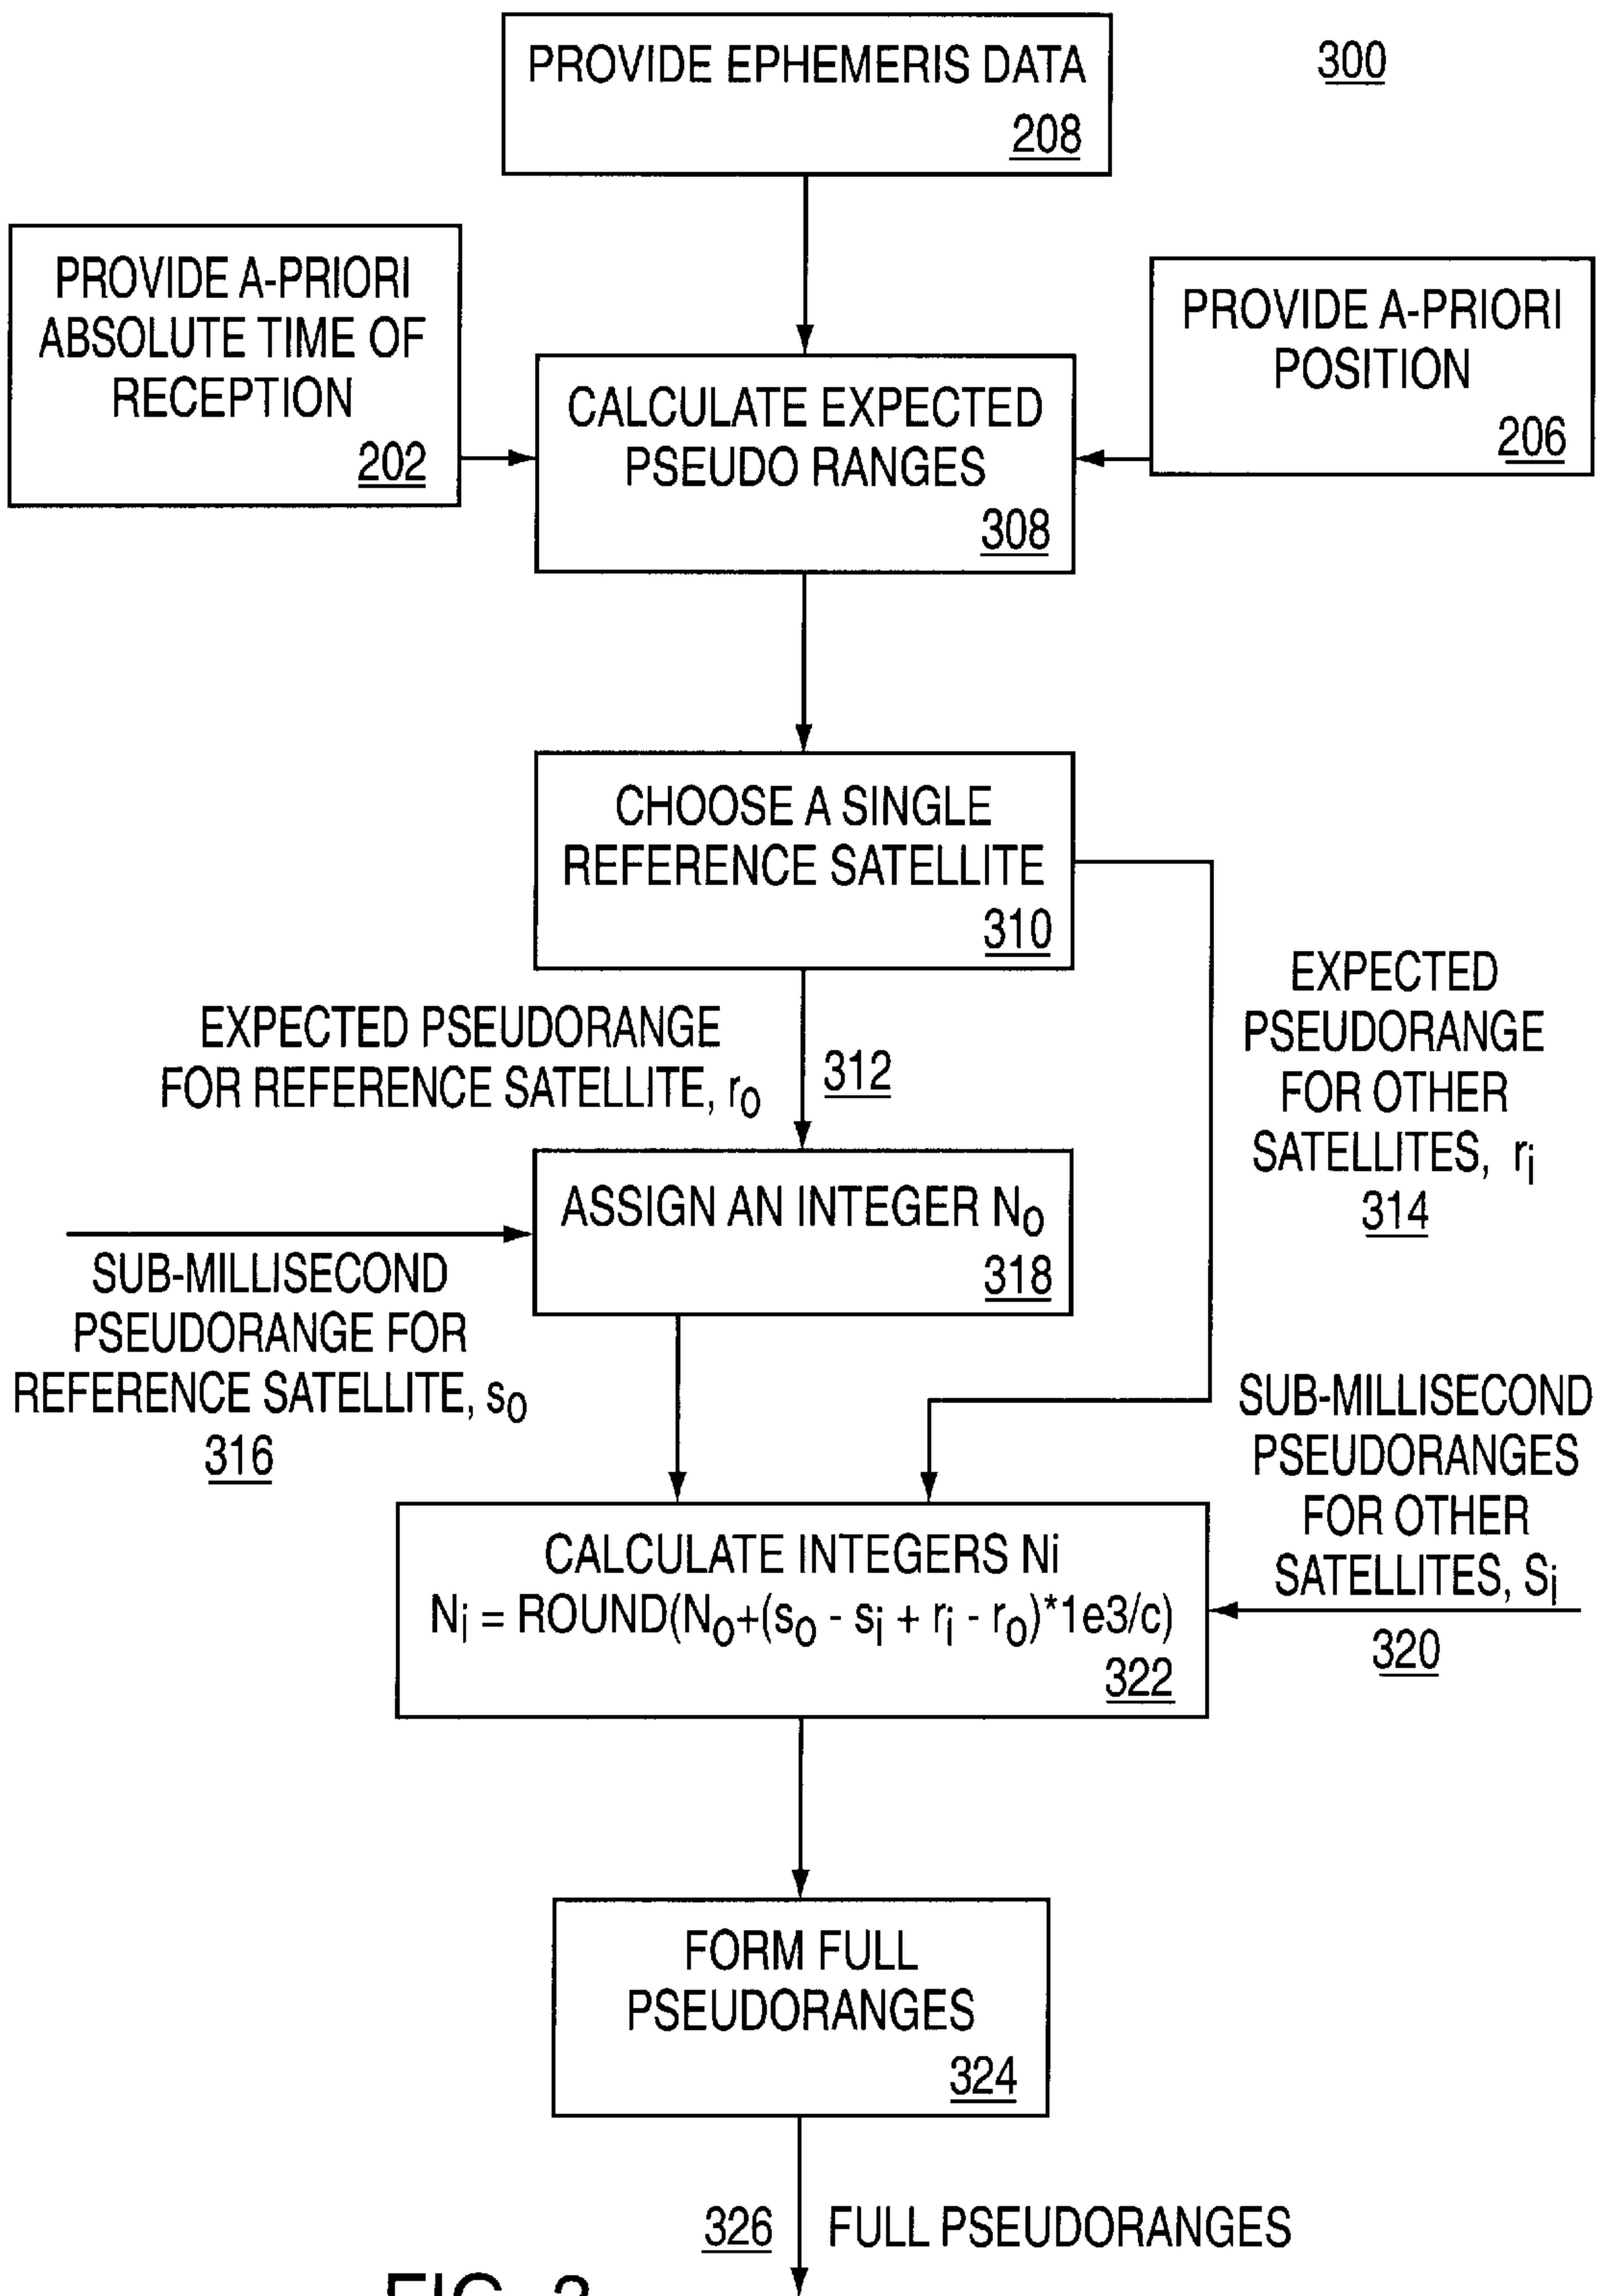 PROVIDE EPHEMERIS DATA
208
300
PROVIDE A-PRIORI
ABSOLUTE TIME OF
RECEPTION
202
PROVIDE A-PRIORI
POSITION
206
CALCULATE EXPECTED
PSEUDO RANGES
308
CHOOSE A SINGLE
REFERENCE SATELLITE
310
EXPECTED PSEUDORANGE
FOR REFERENCE SATELLITE, r0
312
EXPECTED
PSEUDORANGE
FOR OTHER
SATELLITES, ri
314
ASSIGN AN INTEGER N0
318
SUB-MILLISECOND
PSEUDORANGE FOR
REFERENCE SATELLITE, s0
316
SUB-MILLISECOND
PSEUDORANGES
FOR OTHER
SATELLITES, Si
320
CALCULATE INTEGERS Ni
Ni = ROUND(N0+(s0 - si + ri - r0)*1e3/c)
322
FORM FULL
PSEUDORANGES
324
326
FULL PSEUDORANGES
FIG. 3